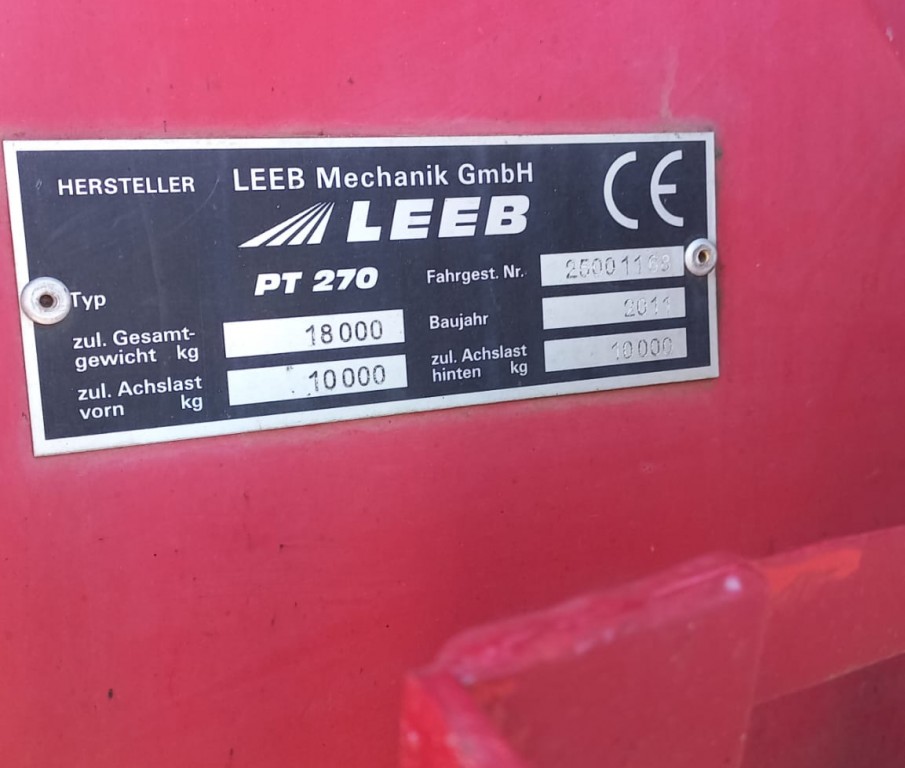 HERSTELLER LEEB Mechanik GmbH CE
LEEB
Typ PT 270
Fahrgest. Nr. 25001168
zul. Gesamt-
gewicht kg 18000
Baujahr 2011
zul. Achslast
vorn kg 10000
zul. Achslast
hinten kg 10000